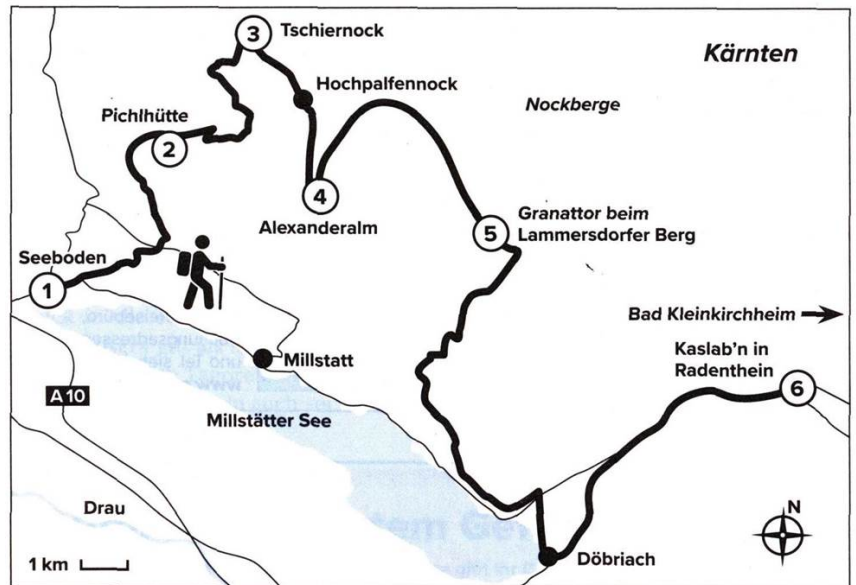 3 Tschiernock
Kärnten
Hochpalfennock
Nockberge
Pichlhütte
2
4
Alexanderalm
5 Granattor beim
Lammersdorfer Berg
Seeboden
1
Bad Kleinkirchheim
Millstatt
Kaslab'n in
Radenthein 6
A 10
Millstätter See
Drau
N
Döbriach
1 km